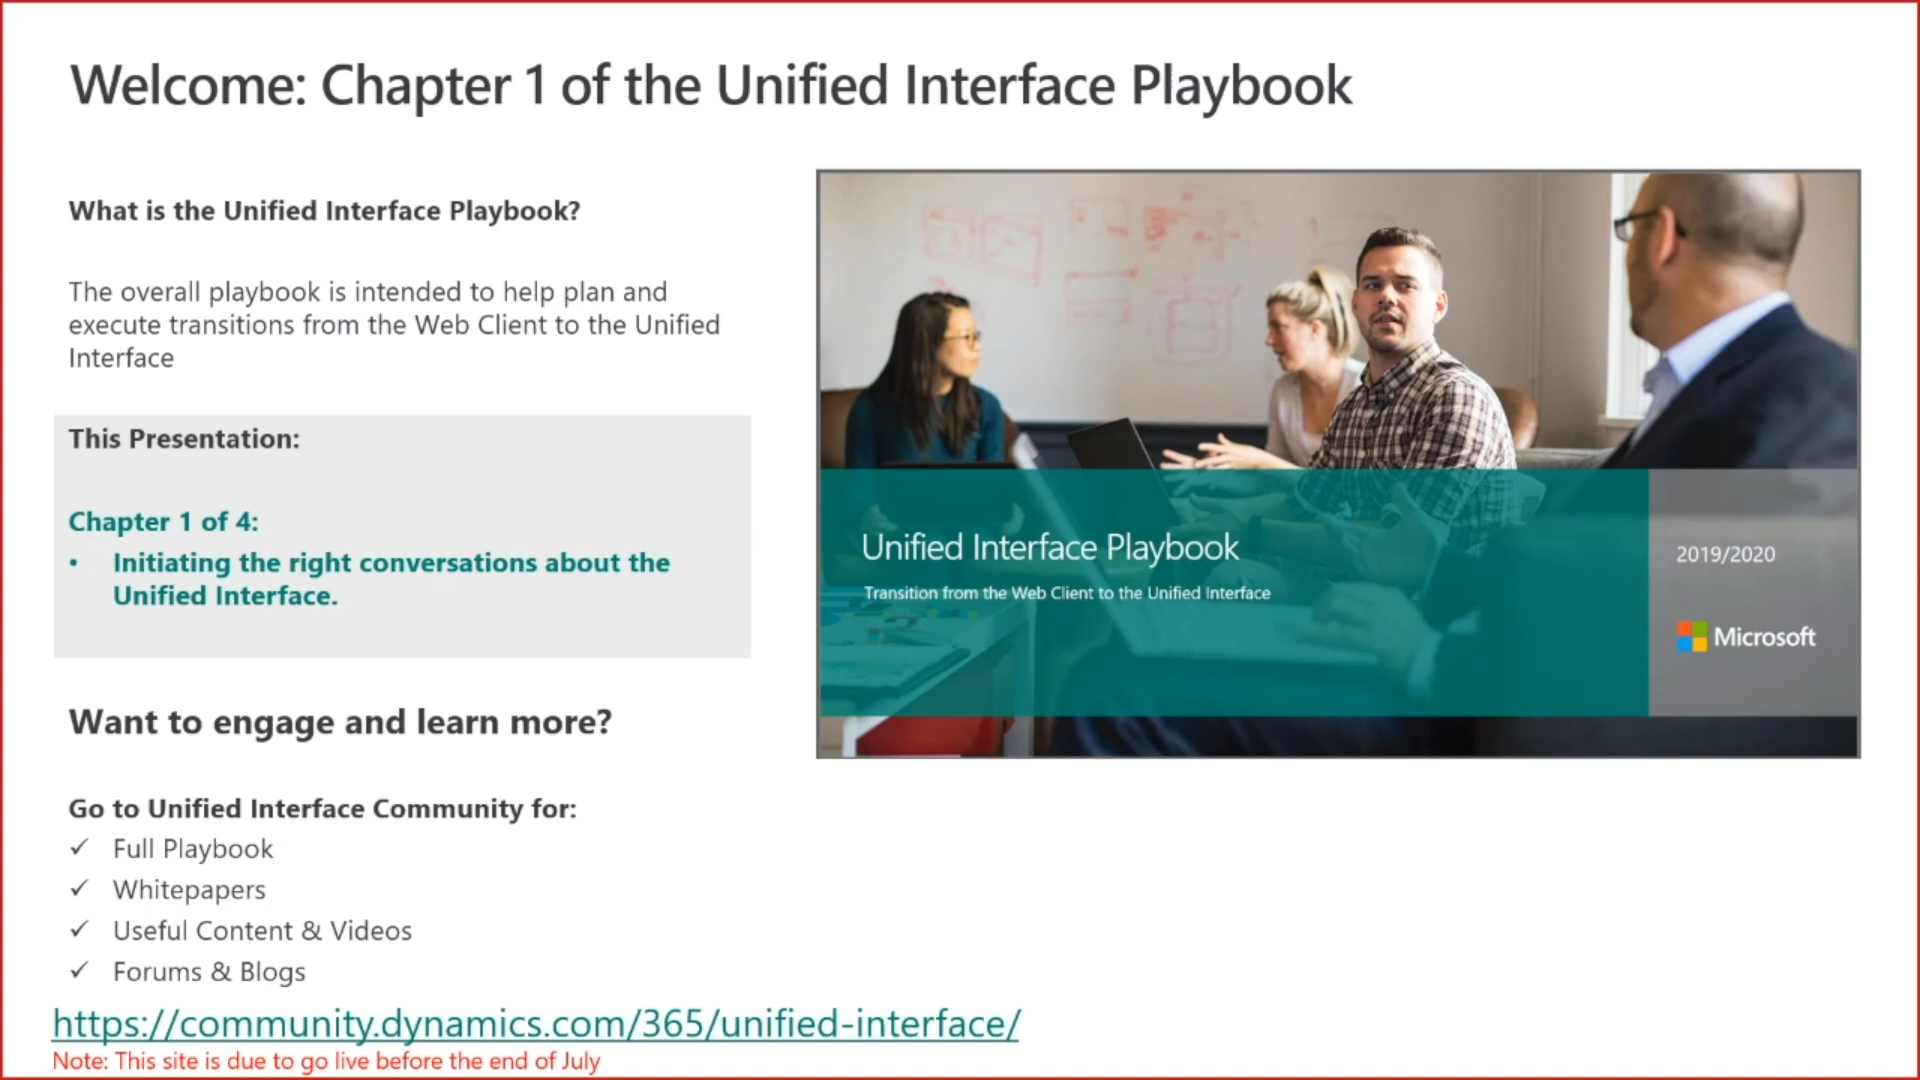 Welcome: Chapter 1 of the Unified Interface Playbook
What is the Unified Interface Playbook?
The overall playbook is intended to help plan and
execute transitions from the Web Client to the Unified
Interface
This Presentation:
Chapter 1 of 4:
• Initiating the right conversations about the
Unified Interface.
Want to engage and learn more?
Go to Unified Interface Community for:
✓ Full Playbook
✓ Whitepapers
✓ Useful Content & Videos
✓ Forums & Blogs
https://community.dynamics.com/365/unified-interface/
Note: This site is due to go live before the end of July
Unified Interface Playbook
Transition from the Web Client to the Unified Interface
2019/2020
Microsoft